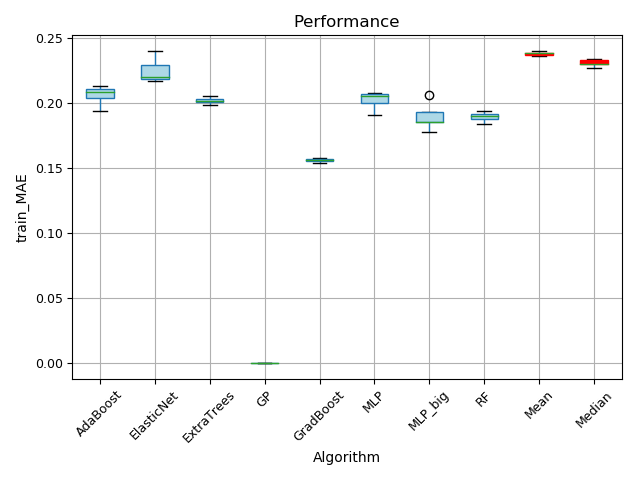 Performance
train_MAE
0.25
0.20
0.15
0.10
0.05
0.00
AdaBoost
ElasticNet
ExtraTrees
GP
GradBoost
MLP
MLP_big
RF
Mean
Median
Algorithm